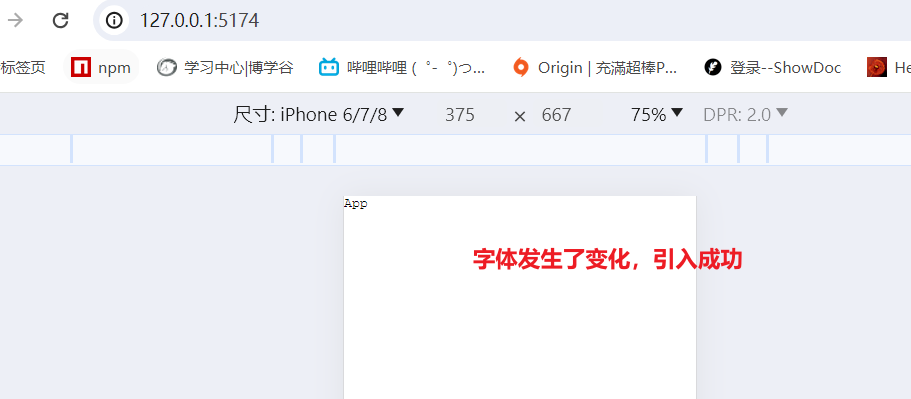 127.0.0.1:5174
标签页 npm 学习中心|博学谷 哔哩哔哩 (゜-゜)つ... Origin | 充滿超棒P... 登录--ShowDoc He
尺寸: iPhone 6/7/8 375 × 667 75% DPR: 2.0
App
字体发生了变化，引入成功